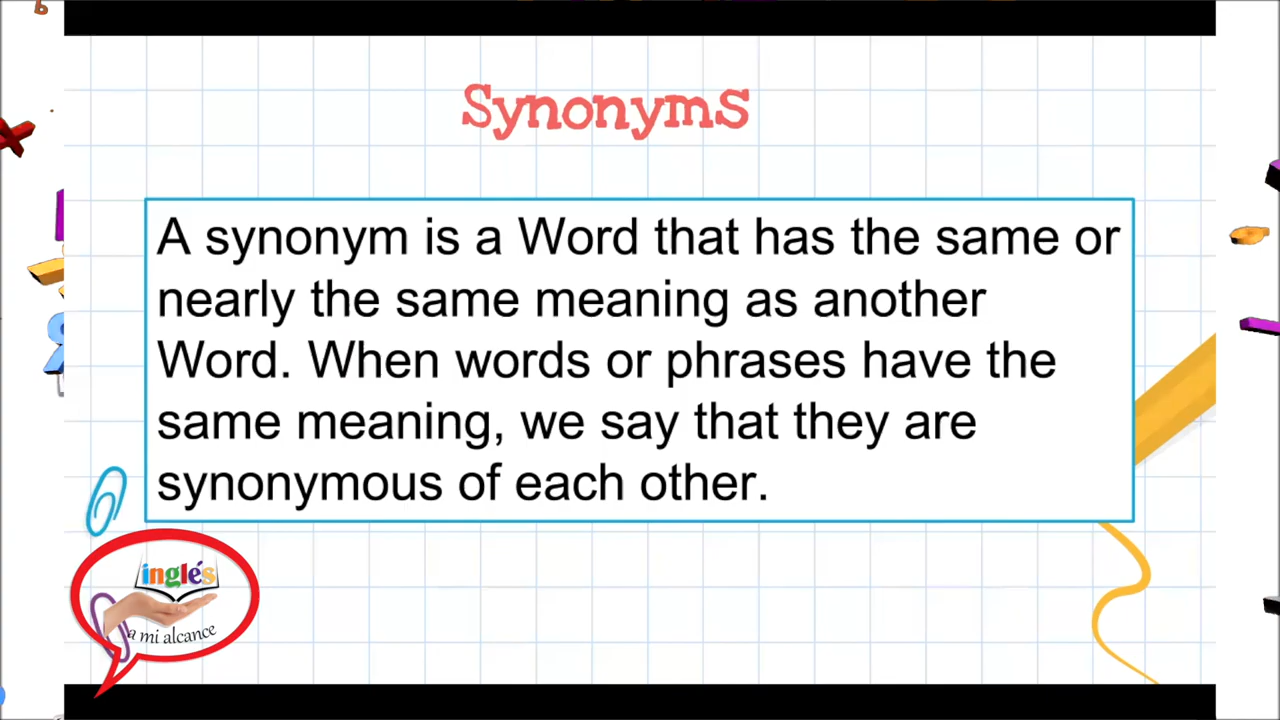 Synonyms
A synonym is a Word that has the same or
nearly the same meaning as another
Word. When words or phrases have the
same meaning, we say that they are
synonymous of each other.
inglés
a mi alcance